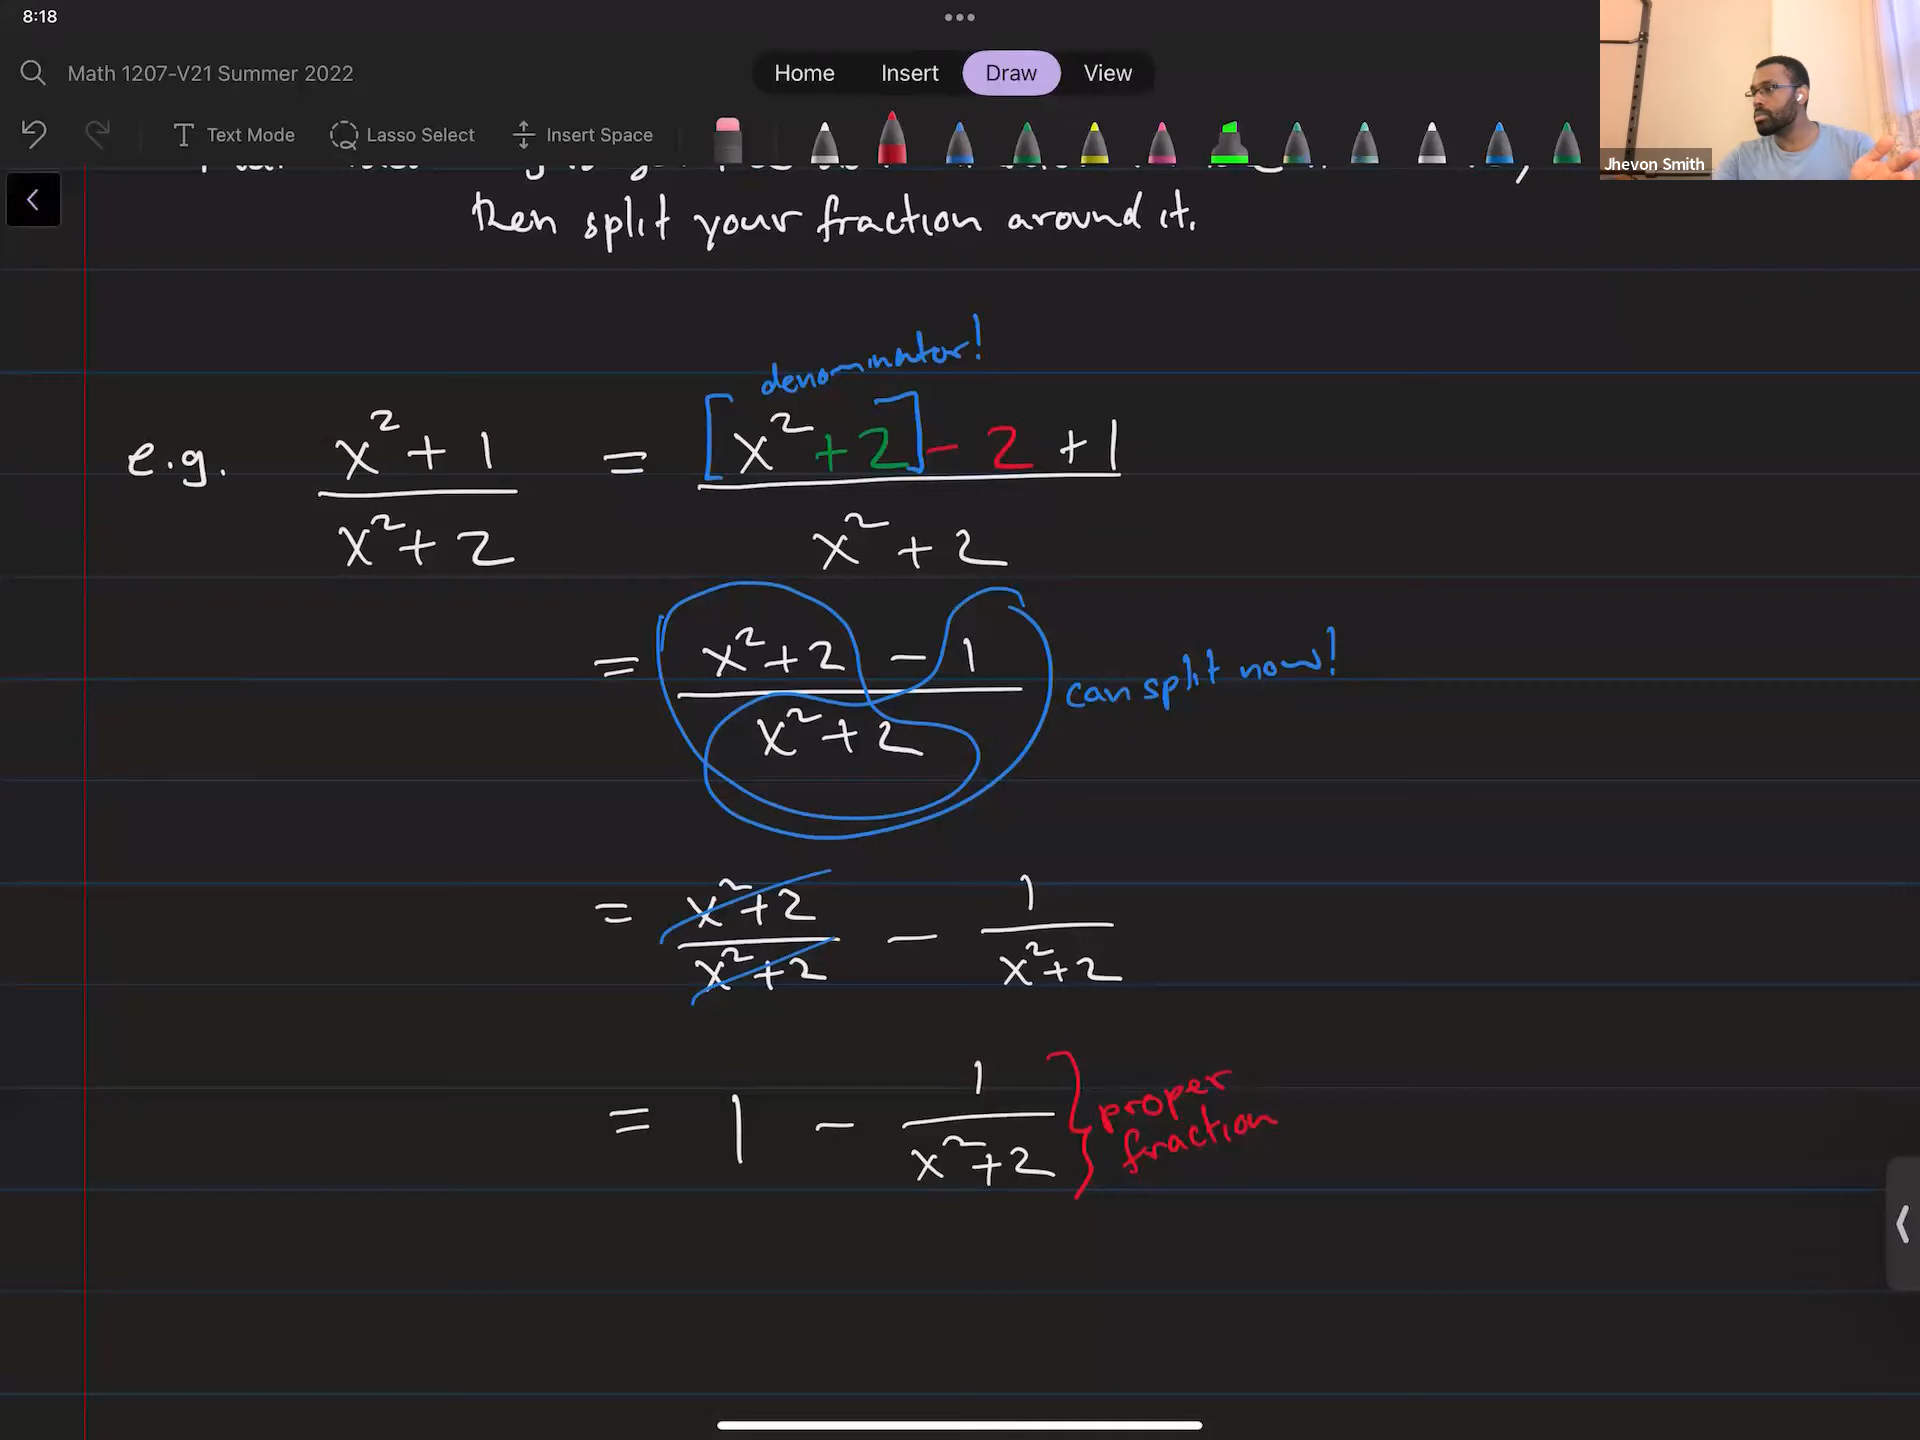 8:18
Math 1207-V21 Summer 2022
Home Insert Draw View
Text Mode Lasso Select Insert Space
Jhevon Smith
then split your fraction around it.
denominator!
e.g. (x²+1)/(x²+2) = ([x²+2]-2+1)/(x²+2)
= (x²+2-1)/(x²+2) can split now!
= (x²+2)/(x²+2) - 1/(x²+2)
= 1 - 1/(x²+2) } proper
fraction